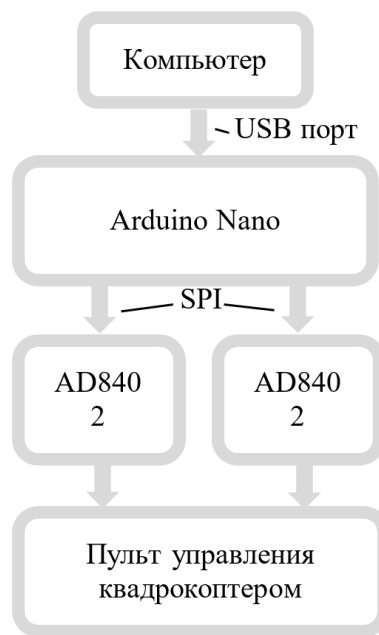 Компьютер
USB порт
Arduino Nano
SPI
AD840
2
AD840
2
Пульт управления
квадрокоптером